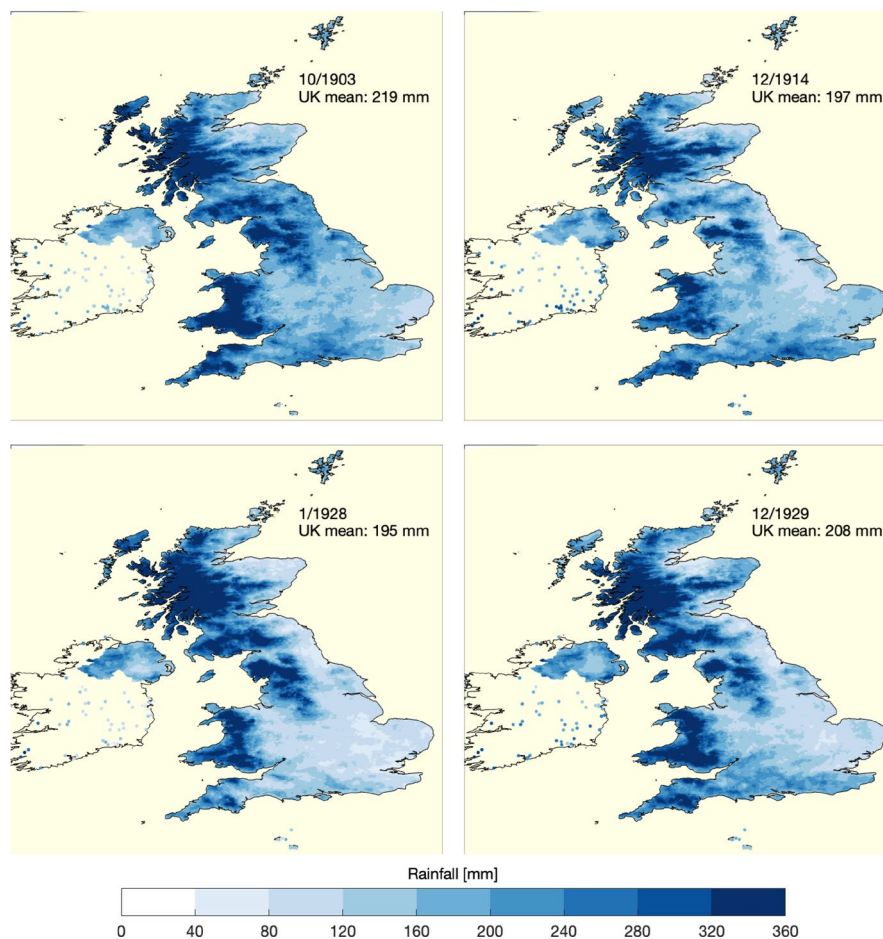 10/1903
UK mean: 219 mm
12/1914
UK mean: 197 mm
1/1928
UK mean: 195 mm
12/1929
UK mean: 208 mm
Rainfall [mm]
0 40 80 120 160 200 240 280 320 360